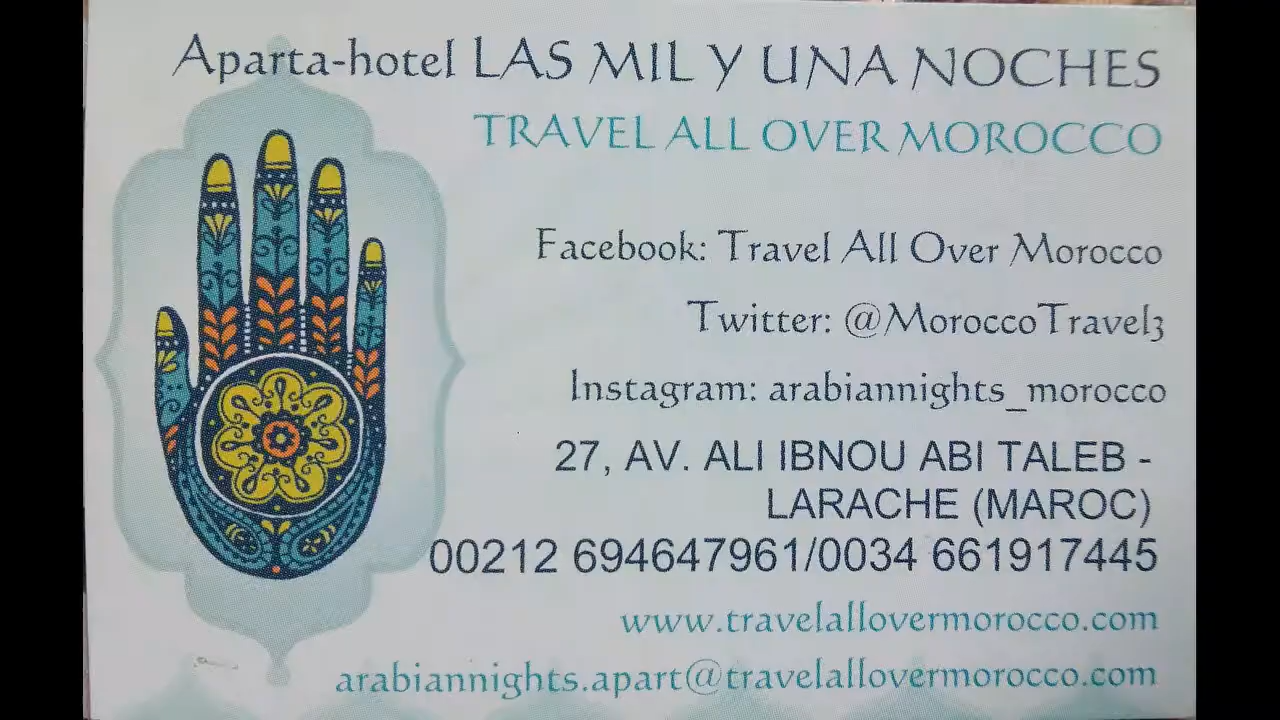 Aparta-hotel LAS MIL Y UNA NOCHES
TRAVEL ALL OVER MOROCCO
Facebook: Travel All Over Morocco
Twitter: @MoroccoTravel3
Instagram: arabiannights_morocco
27, AV. ALI IBNOU ABI TALEB -
LARACHE (MAROC)
00212 694647961/0034 661917445
www.travelallovermorocco.com
arabiannights.apart@travelallovermorocco.com